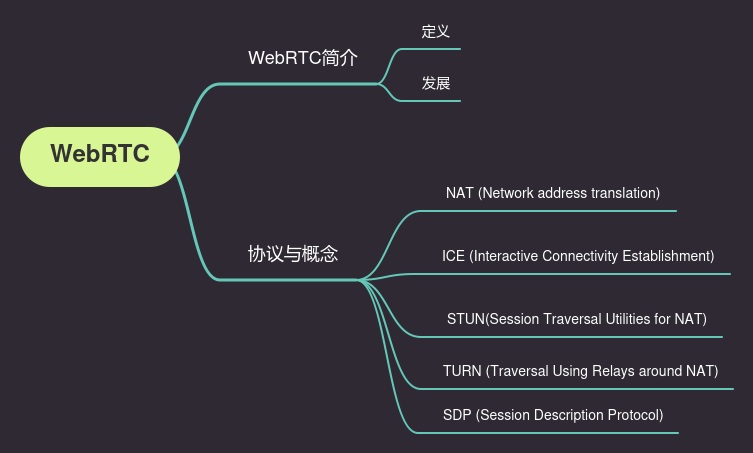 WebRTC
WebRTC简介
定义
发展
协议与概念
NAT (Network address translation)
ICE (Interactive Connectivity Establishment)
STUN(Session Traversal Utilities for NAT)
TURN (Traversal Using Relays around NAT)
SDP (Session Description Protocol)